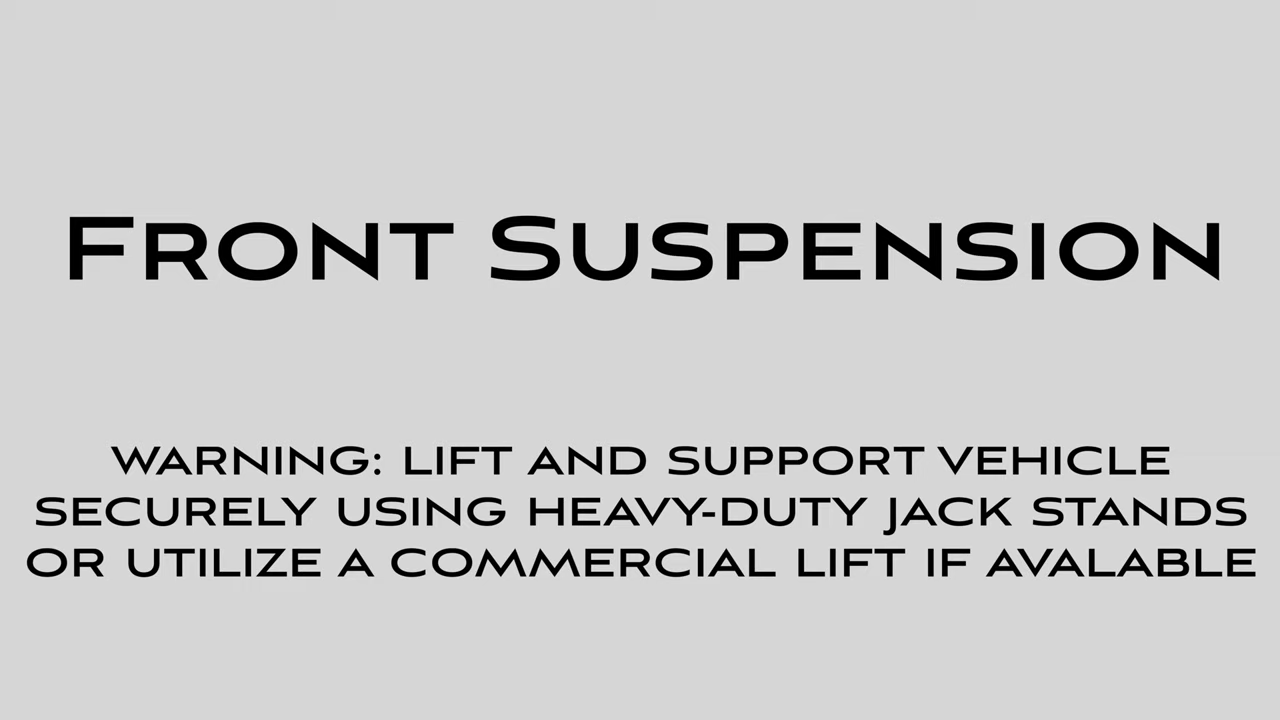 Front Suspension
WARNING: LIFT AND SUPPORT VEHICLE
SECURELY USING HEAVY-DUTY JACK STANDS
OR UTILIZE A COMMERCIAL LIFT IF AVALABLE